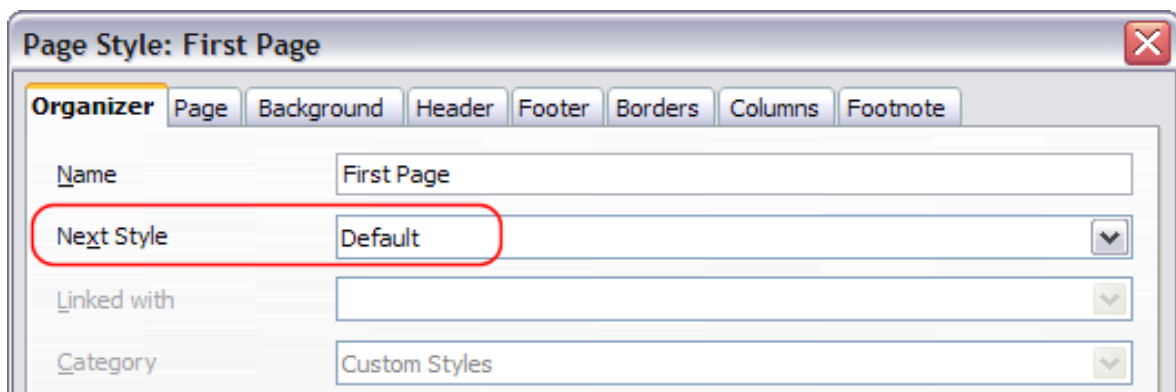 Page Style: First Page
Organizer Page Background Header Footer Borders Columns Footnote
Name First Page
Next Style Default
Linked with
Category Custom Styles